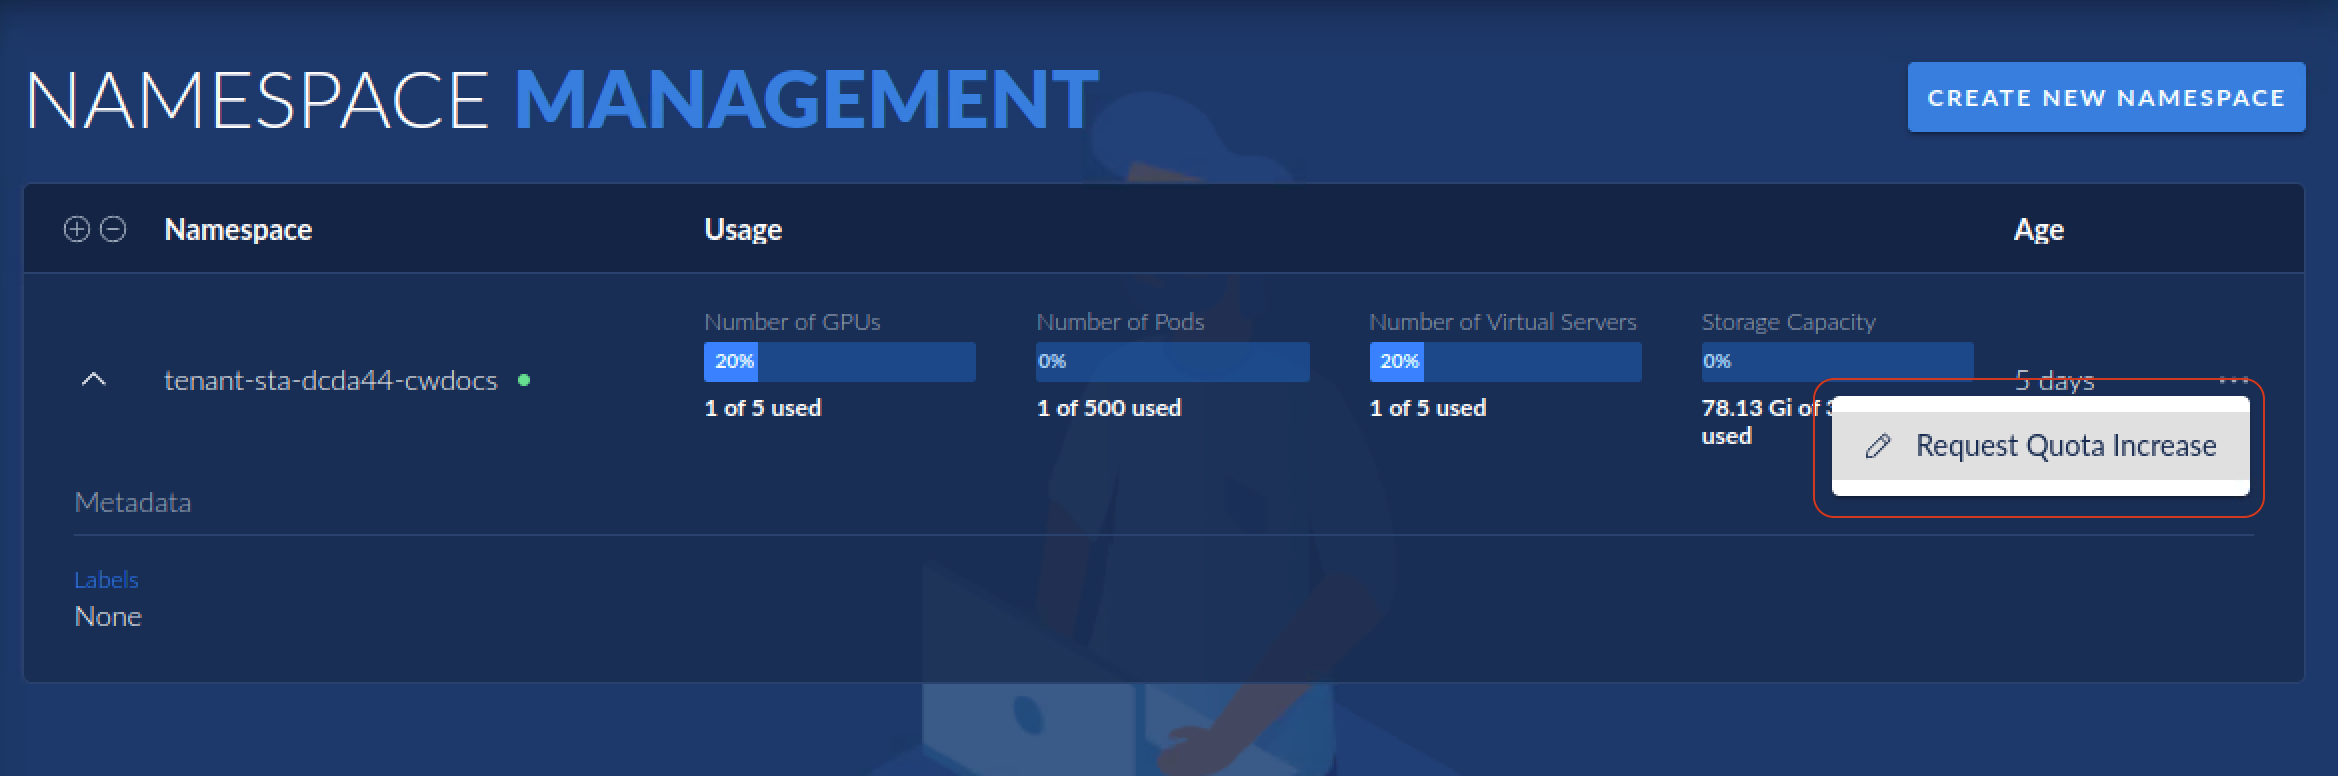 NAMESPACE MANAGEMENT
CREATE NEW NAMESPACE
Namespace
Usage
Age
tenant-sta-dcda44-cwdocs
Number of GPUs
20%
1 of 5 used
Number of Pods
0%
1 of 500 used
Number of Virtual Servers
20%
1 of 5 used
Storage Capacity
0%
78.13 Gi of
used
5 days
Request Quota Increase
Metadata
Labels
None